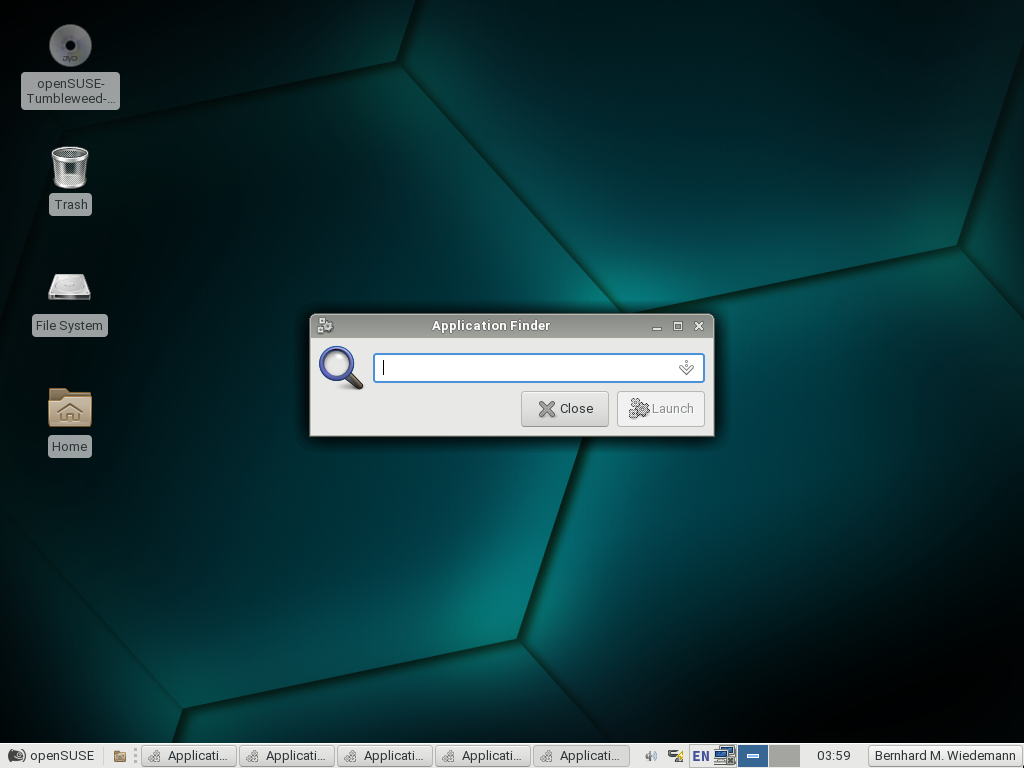 openSUSE-
Tumbleweed-...
Trash
File System
Home
Application Finder
Close
Launch
openSUSE
Applicati...
Applicati...
Applicati...
Applicati...
Applicati...
EN
03:59
Bernhard M. Wiedemann